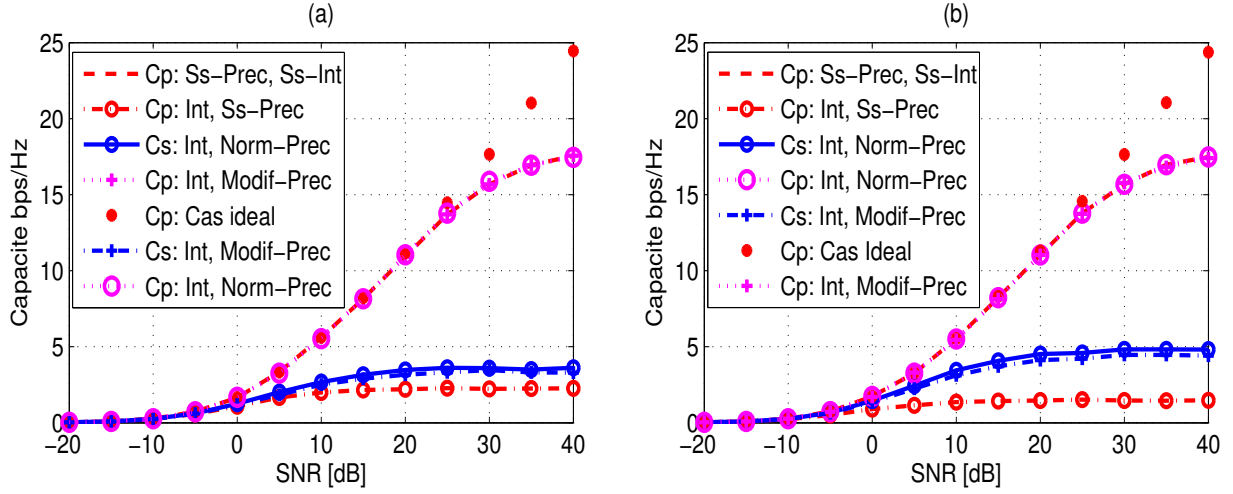 (a)
25
20
15
10
5
0
Capacite bps/Hz
Cp: Ss-Prec, Ss-Int
Cp: Int, Ss-Prec
Cs: Int, Norm-Prec
Cp: Int, Modif-Prec
Cp: Cas ideal
Cs: Int, Modif-Prec
Cp: Int, Norm-Prec
-20 -10 0 10 20 30 40
SNR [dB]
(b)
25
20
15
10
5
0
Capacite bps/Hz
Cp: Ss-Prec, Ss-Int
Cp: Int, Ss-Prec
Cs: Int, Norm-Prec
Cp: Int, Norm-Prec
Cs: Int, Modif-Prec
Cp: Cas Ideal
Cp: Int, Modif-Prec
-20 -10 0 10 20 30 40
SNR [dB]